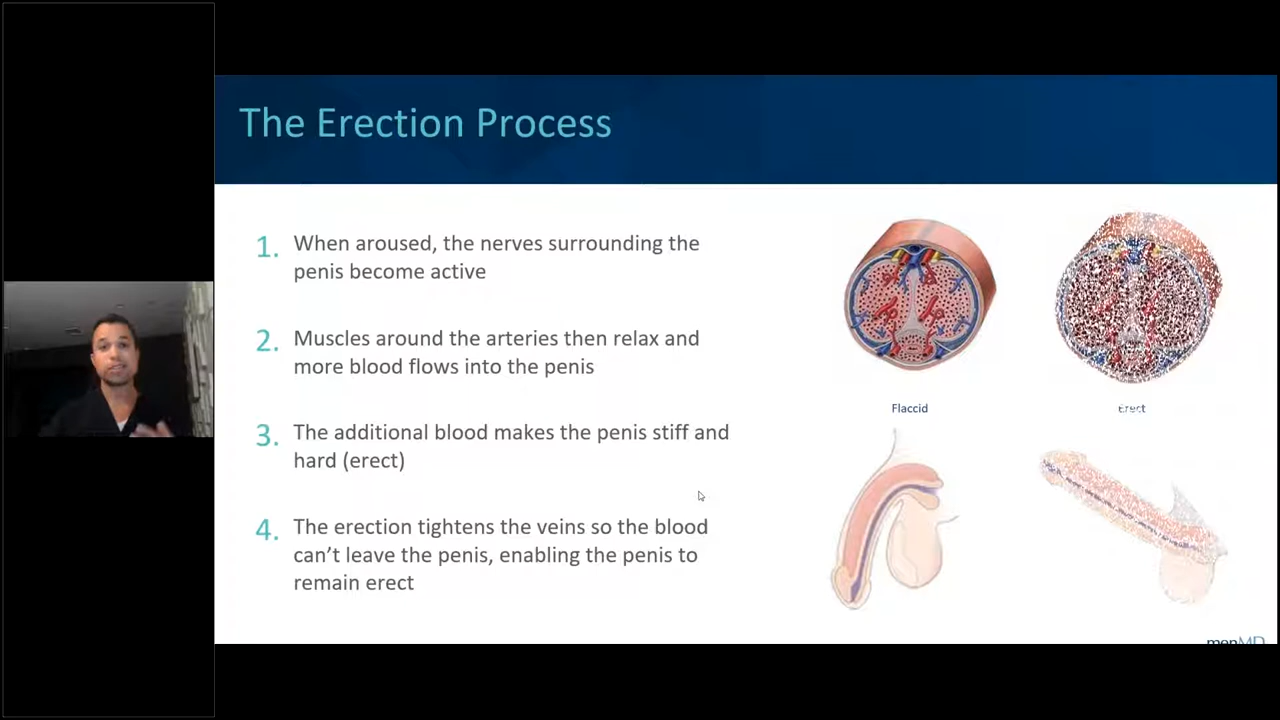 The Erection Process
1.
When aroused, the nerves surrounding the
penis become active
2.
Muscles around the arteries then relax and
more blood flows into the penis
3.
The additional blood makes the penis stiff and
hard (erect)
4.
The erection tightens the veins so the blood
can’t leave the penis, enabling the penis to
remain erect
Flaccid
Erect
menMD